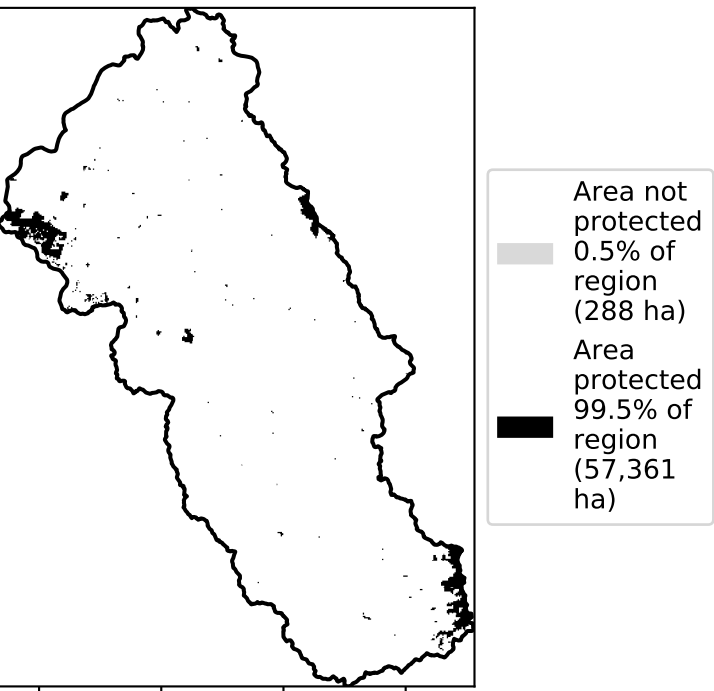 Area not
protected
0.5% of
region
(288 ha)
Area
protected
99.5% of
region
(57,361
ha)